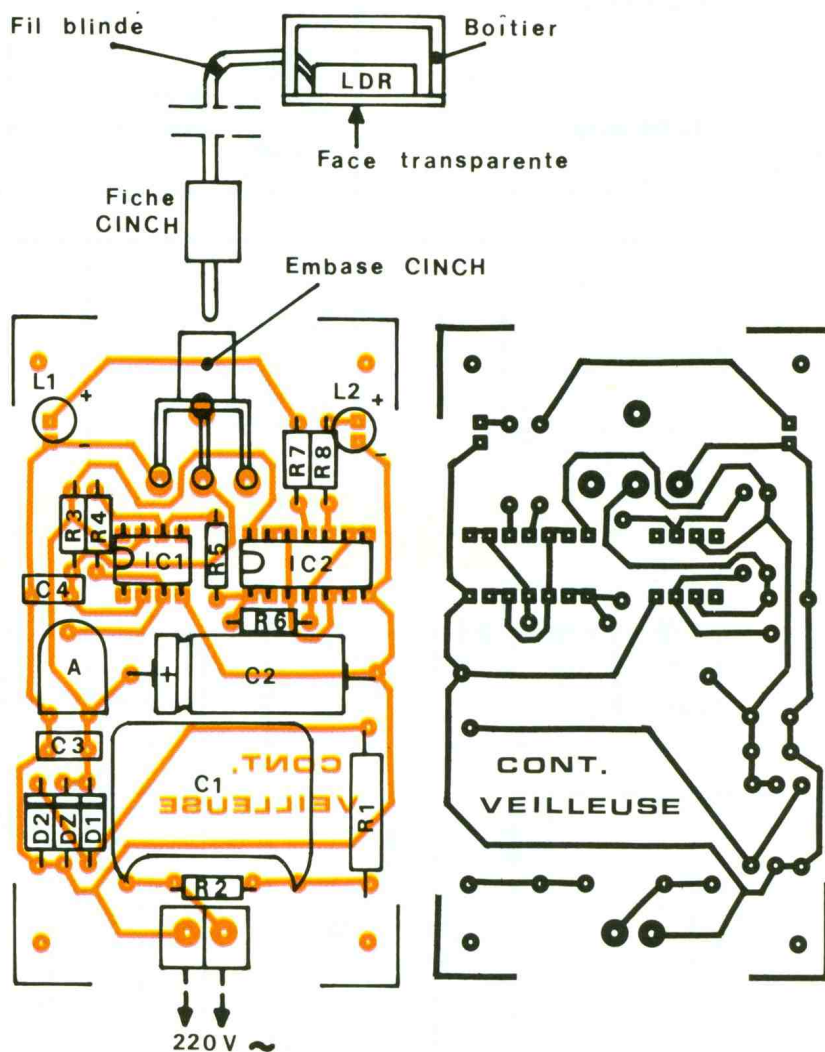 Fil blindé
Boîtier
LDR
Face transparente
Fiche
CINCH
Embase CINCH
L1
+
-
L2
+
-
R7
R8
R3
R4
IC1
R5
IC2
C4
R6
A
+
C2
C3
C1
CONT.
VEILLEUSE
R1
D2
DZ
D1
R2
220 V ~
CONT.
VEILLEUSE